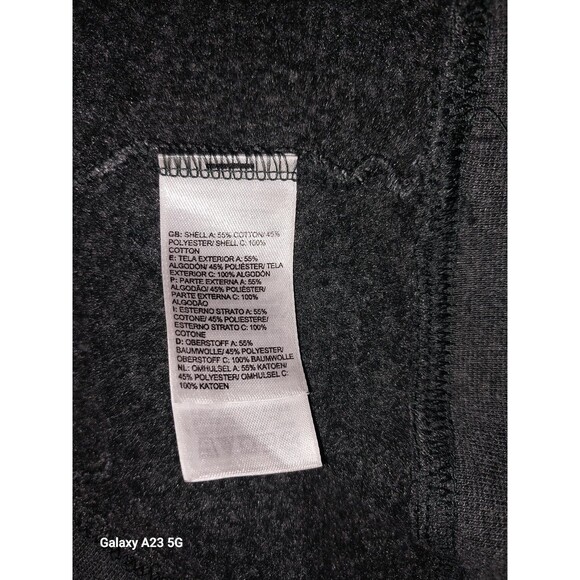 GB: SHELL A: 55% COTTON/ 45%
POLYESTER/ SHELL C: 100%
COTTON
E: TELA EXTERIOR A: 55%
ALGODÓN/ 45% POLIÉSTER/ TELA
EXTERIOR C: 100% ALGODÓN
P: PARTE EXTERNA A: 55%
ALGODÃO/ 45% POLIÉSTER/
PARTE EXTERNA C: 100%
ALGODÃO
I: ESTERNO STRATO A: 55%
COTONE/ 45% POLIESTERE/
ESTERNO STRATO C: 100%
COTONE
D: OBERSTOFF A: 55%
BAUMWOLLE/ 45% POLYESTER/
OBERSTOFF C: 100% BAUMWOLLE
NL: OMHULSEL A: 55% KATOEN/
45% POLYESTER/ OMHULSEL C:
100% KATOEN
Galaxy A23 5G